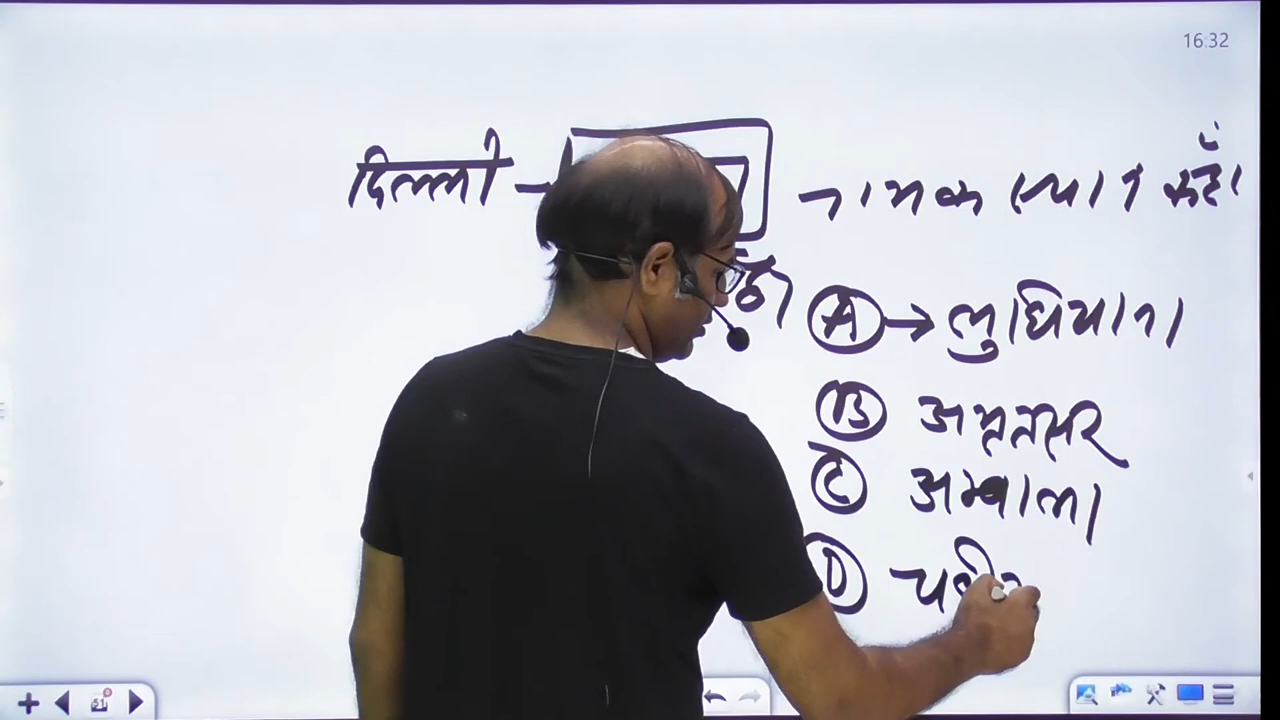 16:32
दिल्ली - नामक स्थान कहाँ
A → लुधियाना
B अमृतसर
C अम्बाला
D